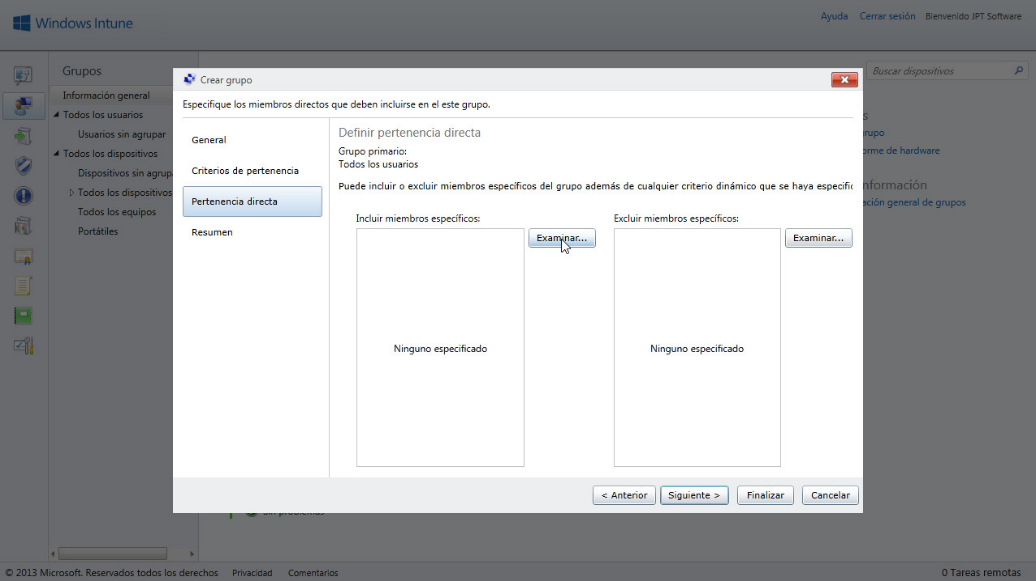 Windows Intune
Ayuda
Cerrar sesión
Bienvenido JPT Software
Grupos
Información general
Todos los usuarios
Usuarios sin agrupar
Todos los dispositivos
Dispositivos sin agrup
Todos los dispositivos
Todos los equipos
Portátiles
Buscar dispositivos
s
rupo
orme de hardware
nformación
ción general de grupos
Crear grupo
Especifique los miembros directos que deben incluirse en el este grupo.
General
Criterios de pertenencia
Pertenencia directa
Resumen
Definir pertenencia directa
Grupo primario:
Todos los usuarios
Puede incluir o excluir miembros específicos del grupo además de cualquier criterio dinámico que se haya especific
Incluir miembros específicos:
Examinar...
Ninguno especificado
Excluir miembros específicos:
Examinar...
Ninguno especificado
< Anterior
Siguiente >
Finalizar
Cancelar
Sin problemas
© 2013 Microsoft. Reservados todos los derechos
Privacidad
Comentarios
0 Tareas remotas